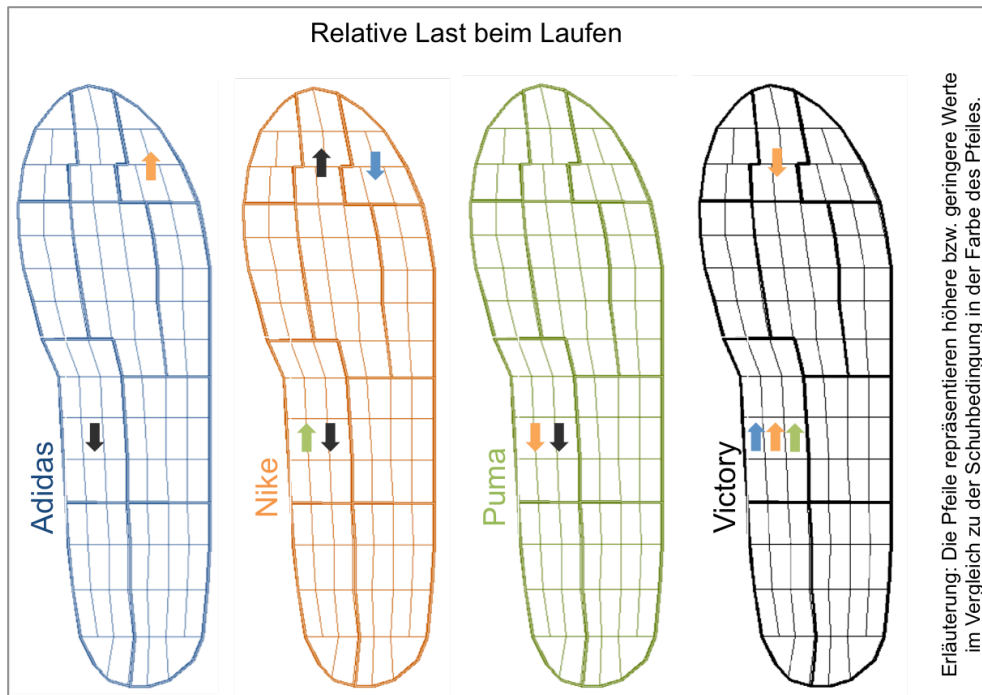 Relative Last beim Laufen
Adidas
Nike
Puma
Victory
Erläuterung: Die Pfeile repräsentieren höhere bzw. geringere Werte
im Vergleich zu der Schuhbedingung in der Farbe des Pfeiles.